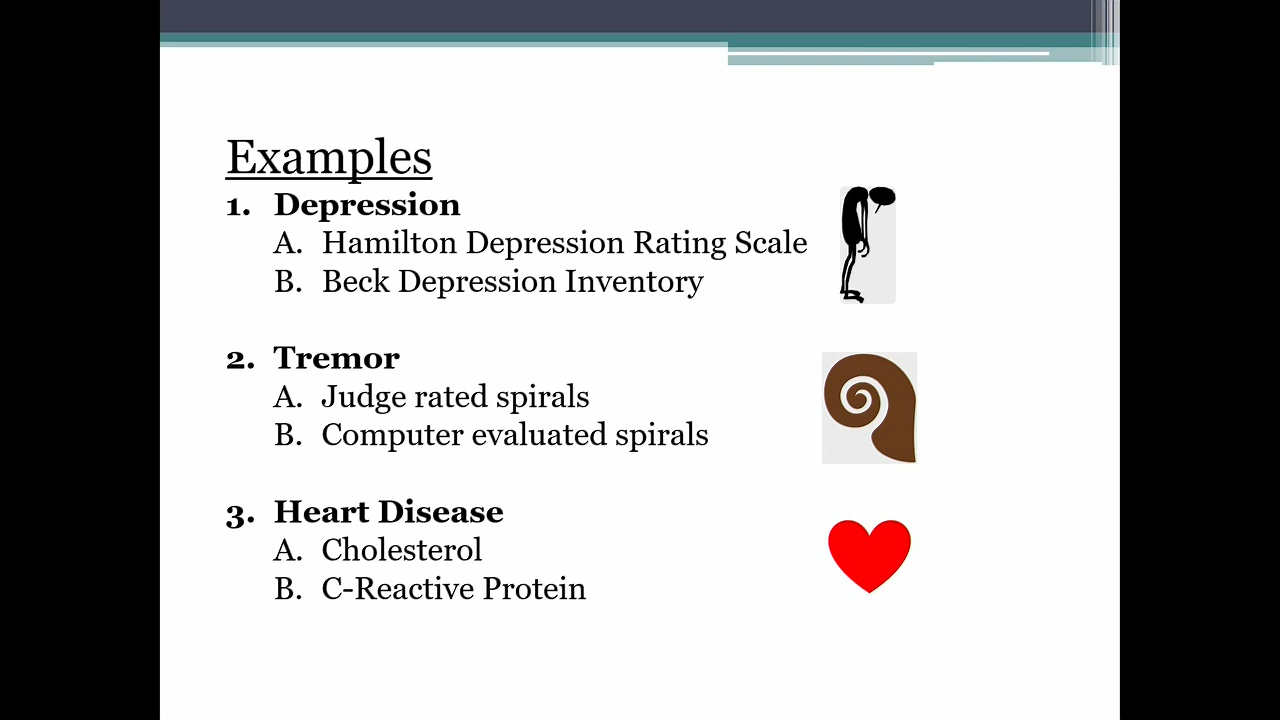 Examples
1. Depression
A. Hamilton Depression Rating Scale
B. Beck Depression Inventory
2. Tremor
A. Judge rated spirals
B. Computer evaluated spirals
3. Heart Disease
A. Cholesterol
B. C-Reactive Protein